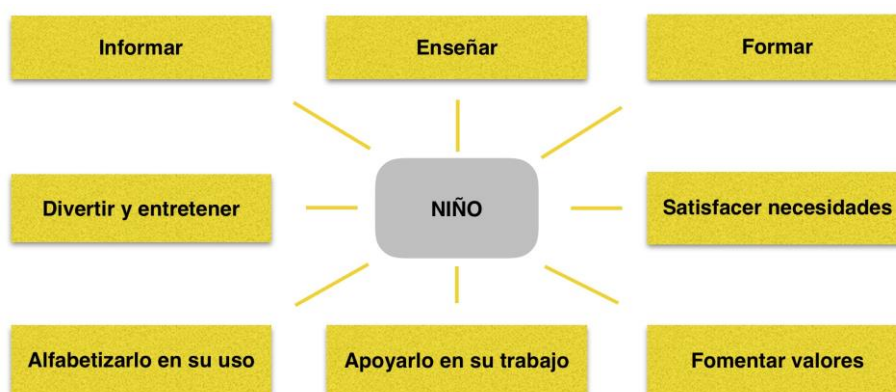 Informar
Enseñar
Formar
Divertir y entretener
NIÑO
Satisfacer necesidades
Alfabetizarlo en su uso
Apoyarlo en su trabajo
Fomentar valores